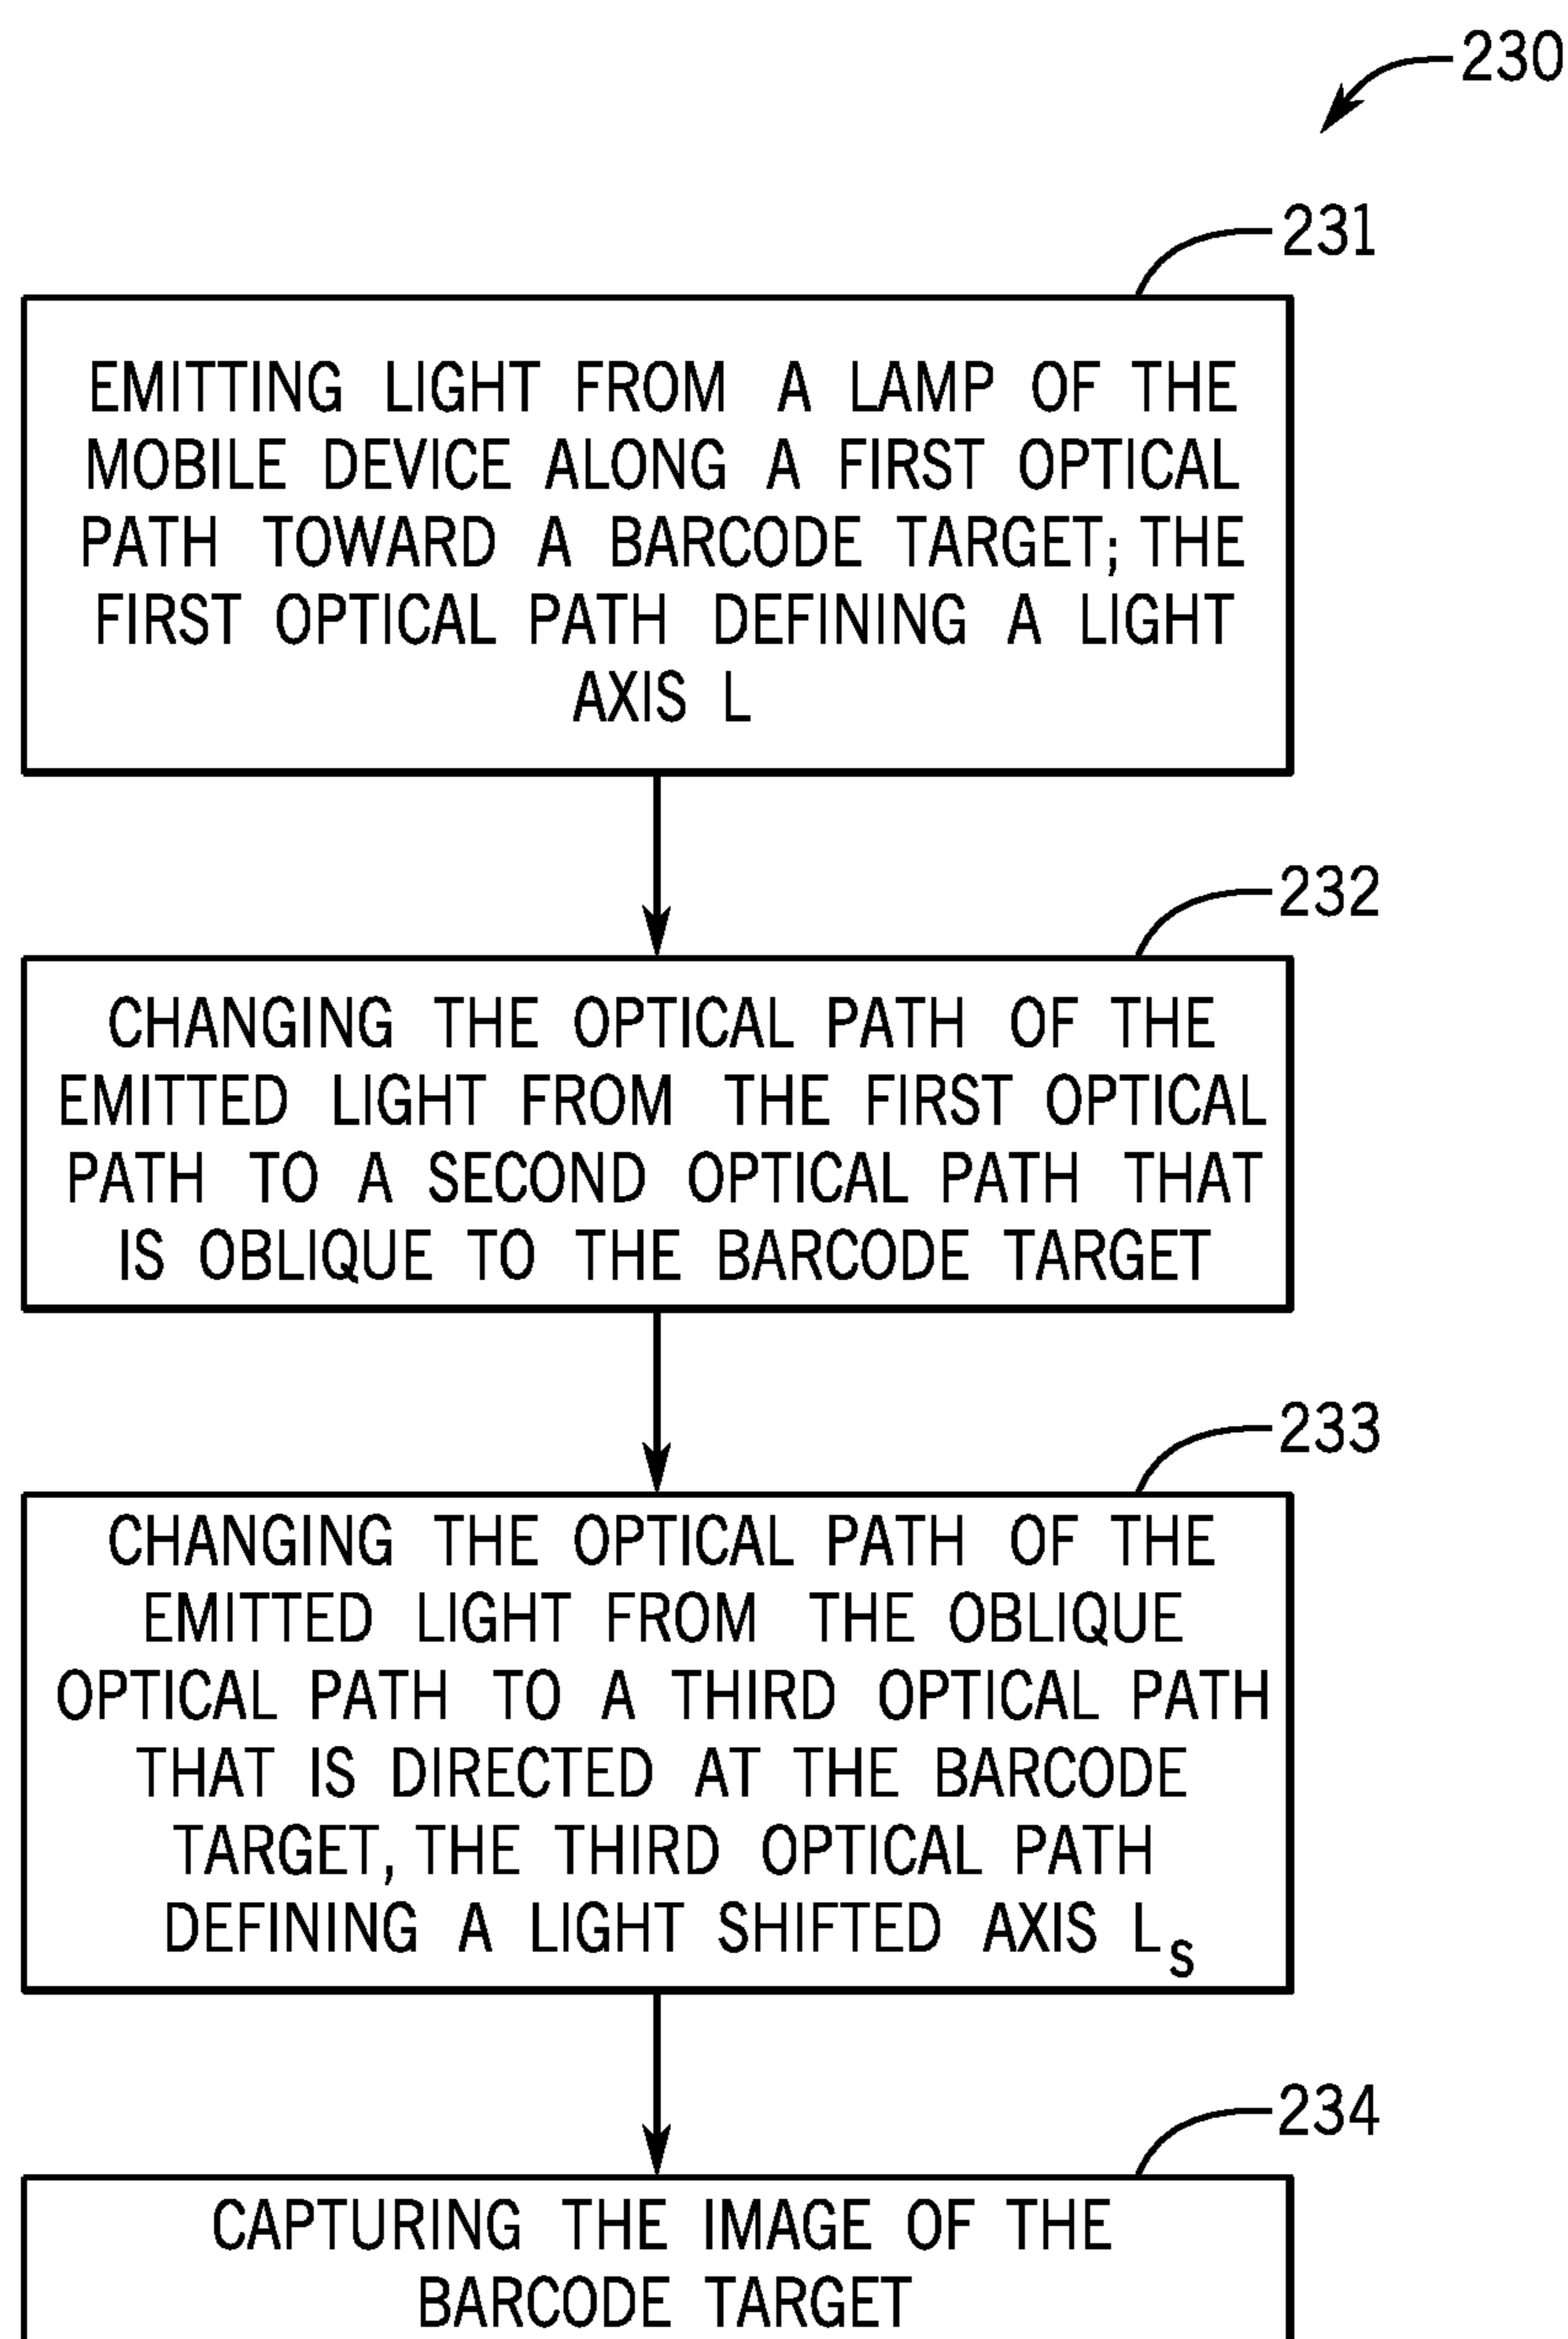 230
231
EMITTING LIGHT FROM A LAMP OF THE
MOBILE DEVICE ALONG A FIRST OPTICAL
PATH TOWARD A BARCODE TARGET; THE
FIRST OPTICAL PATH DEFINING A LIGHT
AXIS L
232
CHANGING THE OPTICAL PATH OF THE
EMITTED LIGHT FROM THE FIRST OPTICAL
PATH TO A SECOND OPTICAL PATH THAT
IS OBLIQUE TO THE BARCODE TARGET
233
CHANGING THE OPTICAL PATH OF THE
EMITTED LIGHT FROM THE OBLIQUE
OPTICAL PATH TO A THIRD OPTICAL PATH
THAT IS DIRECTED AT THE BARCODE
TARGET, THE THIRD OPTICAL PATH
DEFINING A LIGHT SHIFTED AXIS Ls
234
CAPTURING THE IMAGE OF THE
BARCODE TARGET